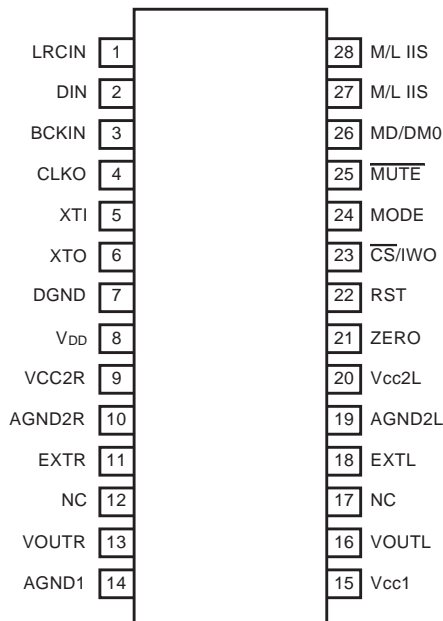 LRCIN 1 28 M/L IIS
DIN 2 27 M/L IIS
BCKIN 3 26 MD/DM0
CLKO 4 25 M̅U̅T̅E̅
XTI 5 24 MODE
XTO 6 23 C̅S̅/IWO
DGND 7 22 RST
VDD 8 21 ZERO
VCC2R 9 20 Vcc2L
AGND2R 10 19 AGND2L
EXTR 11 18 EXTL
NC 12 17 NC
VOUTR 13 16 VOUTL
AGND1 14 15 Vcc1